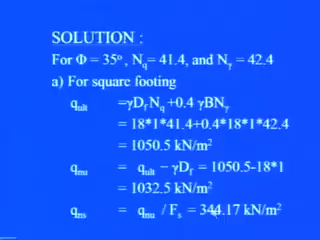 SOLUTION :
For Φ = 35°, Nq = 41.4, and Nγ = 42.4
a) For square footing
qult =γDf Nq +0.4 γBNγ
= 18*1*41.4+0.4*18*1*42.4
= 1050.5 kN/m²
qnu = qult – γDf = 1050.5-18*1
= 1032.5 kN/m²
qns = qnu / Fs = 344.17 kN/m²